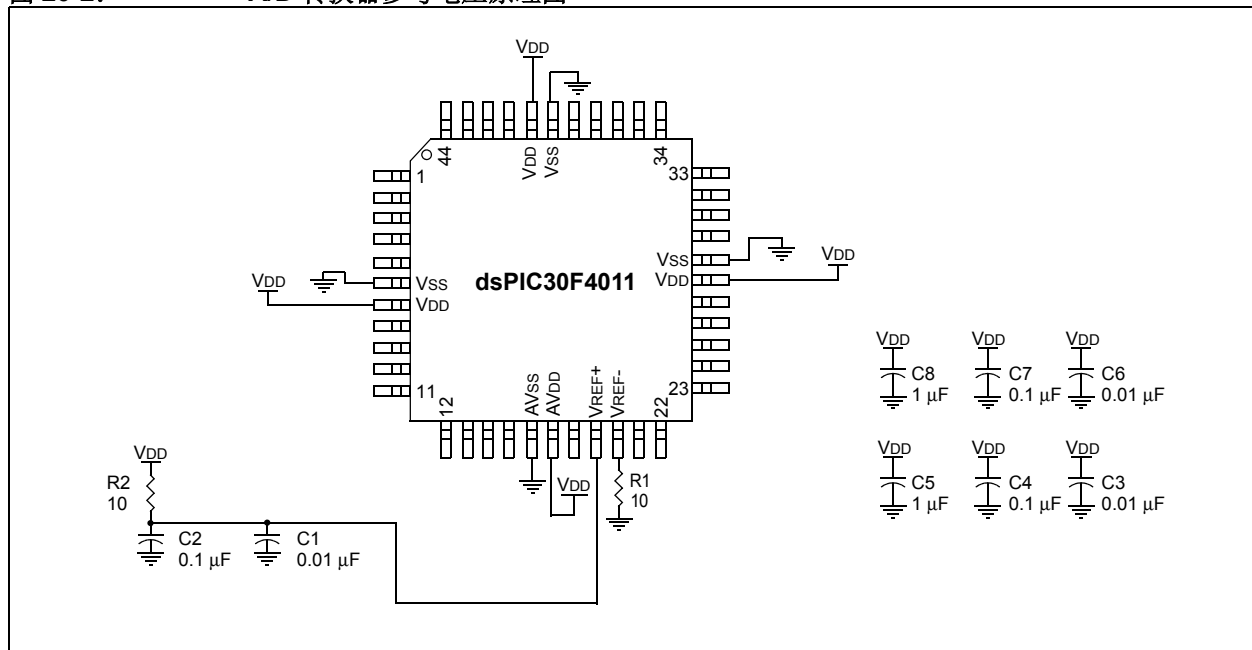 A/D 转换器参考电压原理图
VDD
44
VDD
VSS
34
1
33
VSS
VDD
VDD
VSS
VDD
dsPIC30F4011
VSS
VDD
VDD
11
12
AVSS
AVDD
VREF+
VREF-
22
23
VDD
R2
10
C2
0.1 μF
C1
0.01 μF
VDD
R1
10
VDD
C8
1 μF
VDD
C7
0.1 μF
VDD
C6
0.01 μF
VDD
C5
1 μF
VDD
C4
0.1 μF
VDD
C3
0.01 μF